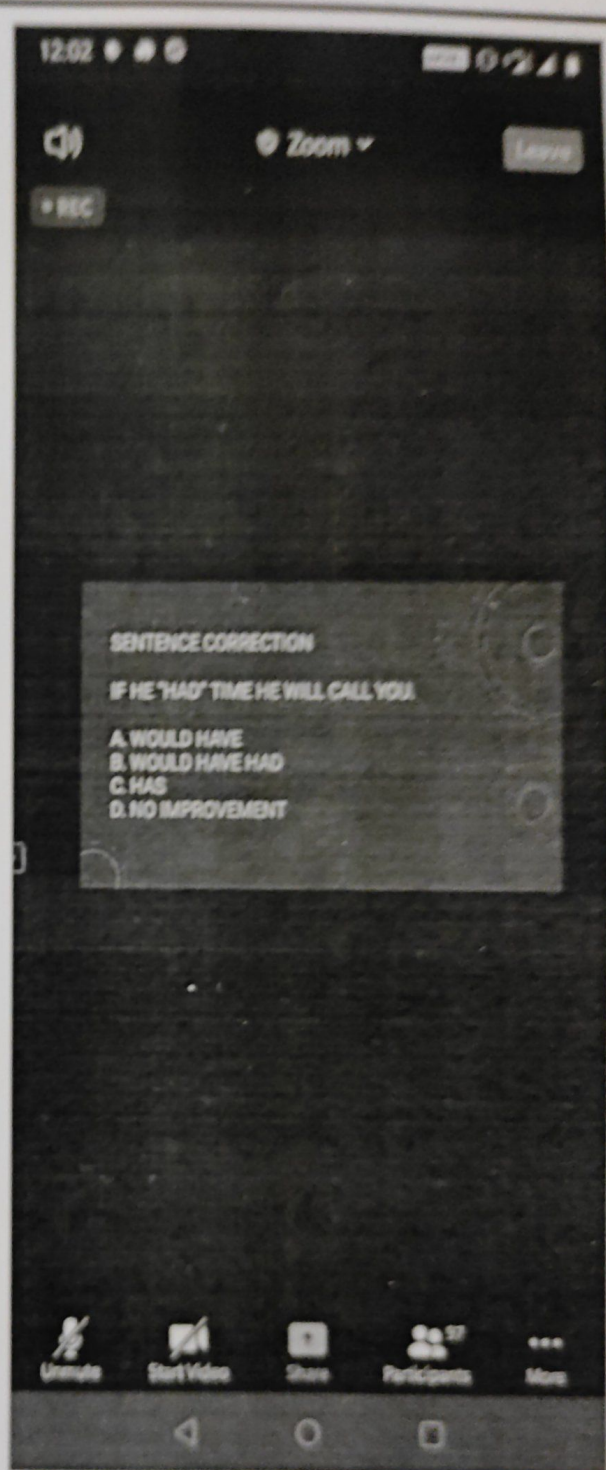 12:02
Zoom
Leave
REC
SENTENCE CORRECTION
IF HE "HAD" TIME HE WILL CALL YOU.
A. WOULD HAVE
B. WOULD HAVE HAD
C. HAS
D. NO IMPROVEMENT
Unmute
Start Video
Share
Participants
57
More